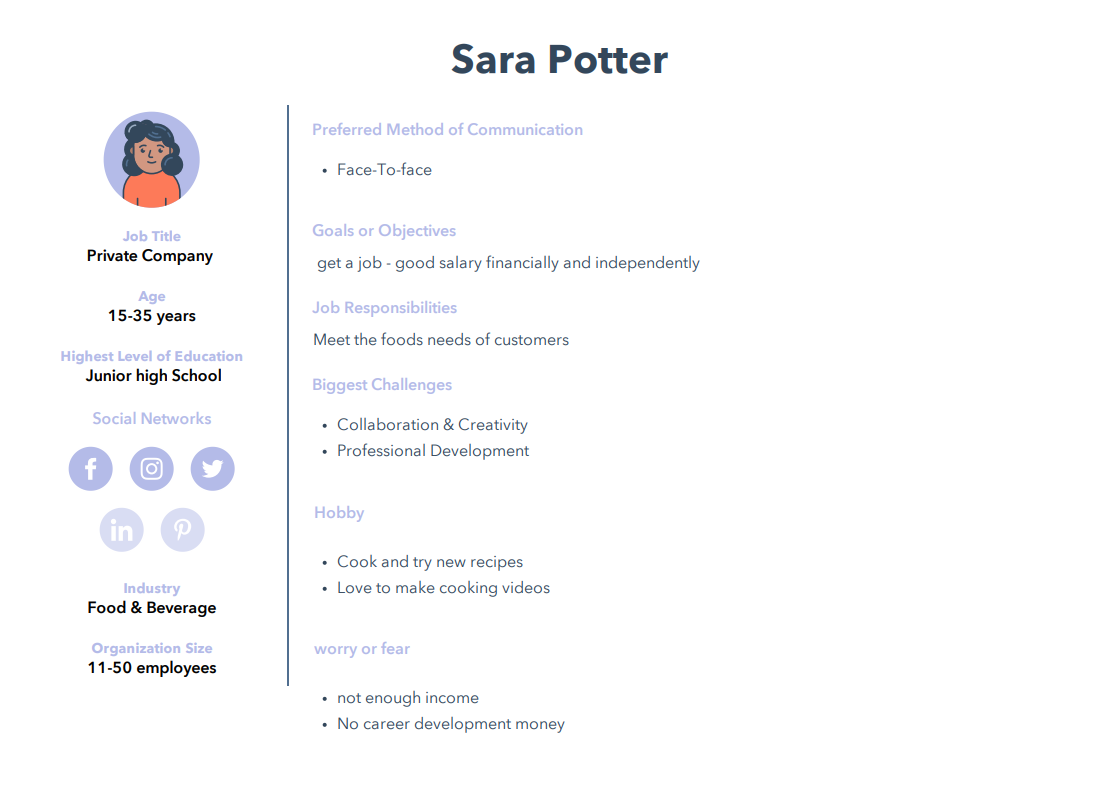 Sara Potter
Job Title
Private Company
Age
15-35 years
Highest Level of Education
Junior high School
Social Networks
f
in
Industry
Food & Beverage
Organization Size
11-50 employees
Preferred Method of Communication
• Face-To-face
Goals or Objectives
get a job - good salary financially and independently
Job Responsibilities
Meet the foods needs of customers
Biggest Challenges
• Collaboration & Creativity
• Professional Development
Hobby
• Cook and try new recipes
• Love to make cooking videos
worry or fear
• not enough income
• No career development money